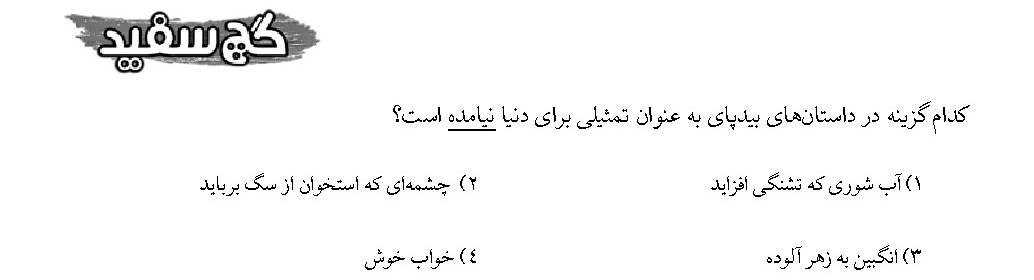 گچ سفید
کدام گزینه در داستان‌های بیدپای به عنوان تمثیلی برای دنیا نیامده است؟
۱) آب شوری که تشنگی افزاید ۲) چشمه‌ای که استخوان از سگ برباید
۳) انگبین به زهر آلوده ۴) خواب خوش